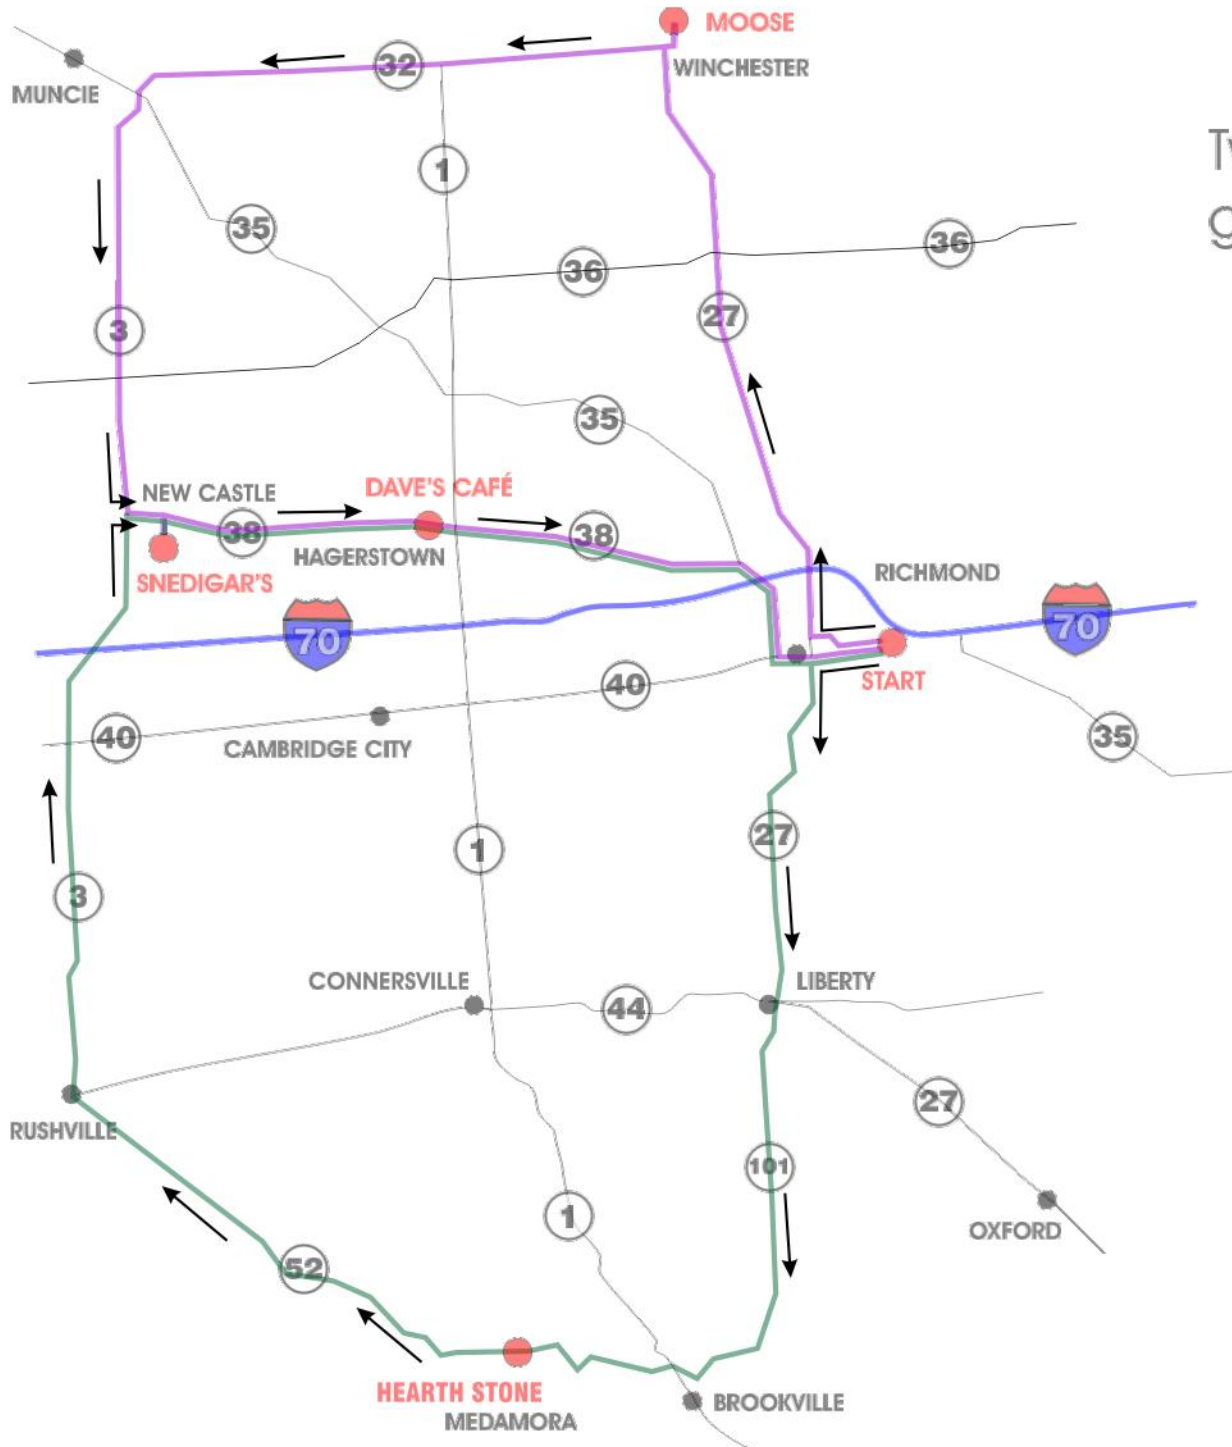 MOOSE
WINCHESTER
32
MUNCIE
1
35
36
36
27
3
35
NEW CASTLE
DAVE'S CAFÉ
38
38
HAGERSTOWN
SNEDIGAR'S
RICHMOND
70
70
START
40
40
CAMBRIDGE CITY
35
27
1
3
CONNERSVILLE
LIBERTY
44
27
RUSHVILLE
101
1
OXFORD
52
HEARTH STONE
MEDAMORA
BROOKVILLE